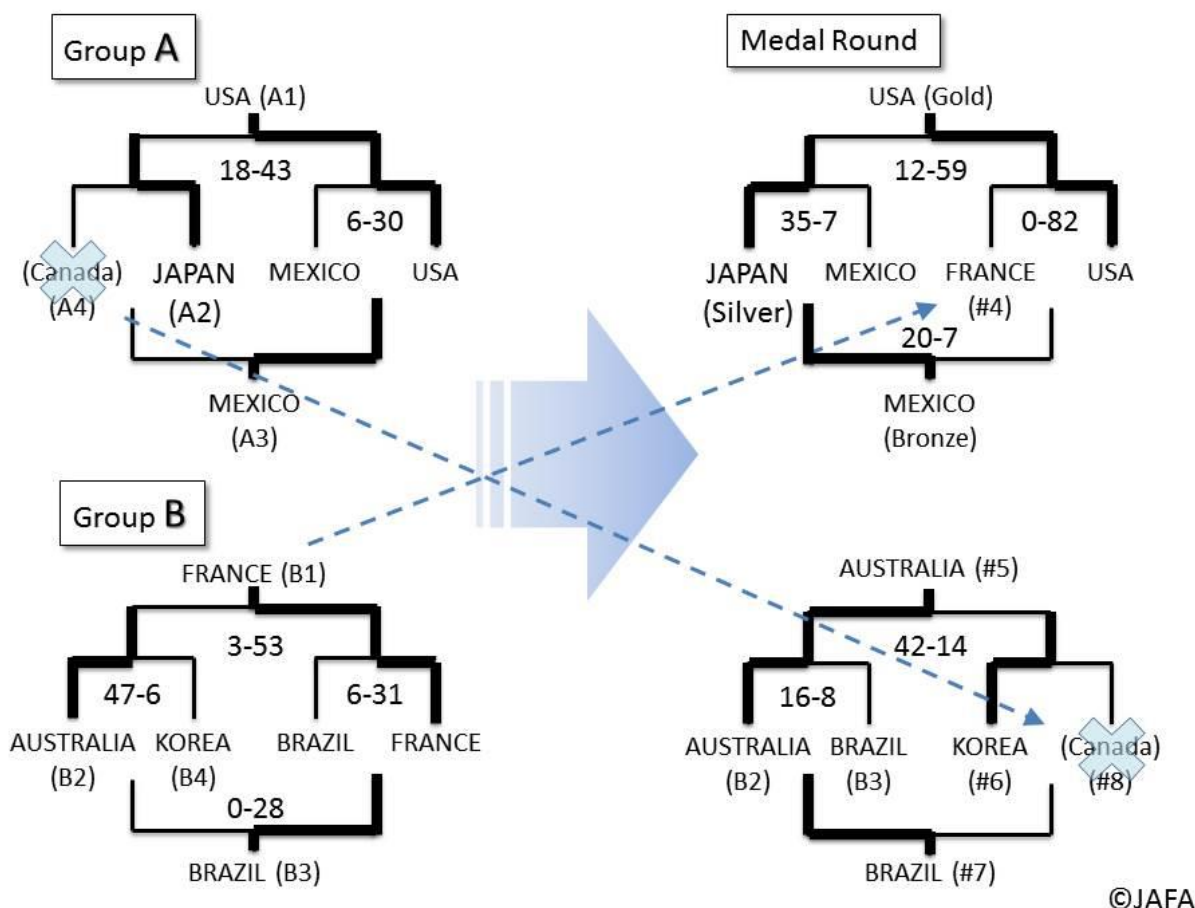 Group A
USA (A1)
18-43
6-30
(Canada)
(A4)
JAPAN
(A2)
MEXICO
USA
MEXICO
(A3)
Medal Round
USA (Gold)
12-59
35-7
0-82
JAPAN
(Silver)
MEXICO
FRANCE
(#4)
USA
20-7
MEXICO
(Bronze)
Group B
FRANCE (B1)
3-53
47-6
6-31
AUSTRALIA
(B2)
KOREA
(B4)
BRAZIL
FRANCE
0-28
BRAZIL (B3)
AUSTRALIA (#5)
42-14
16-8
AUSTRALIA
(B2)
BRAZIL
(B3)
KOREA
(#6)
(Canada)
(#8)
BRAZIL (#7)
©JAFA